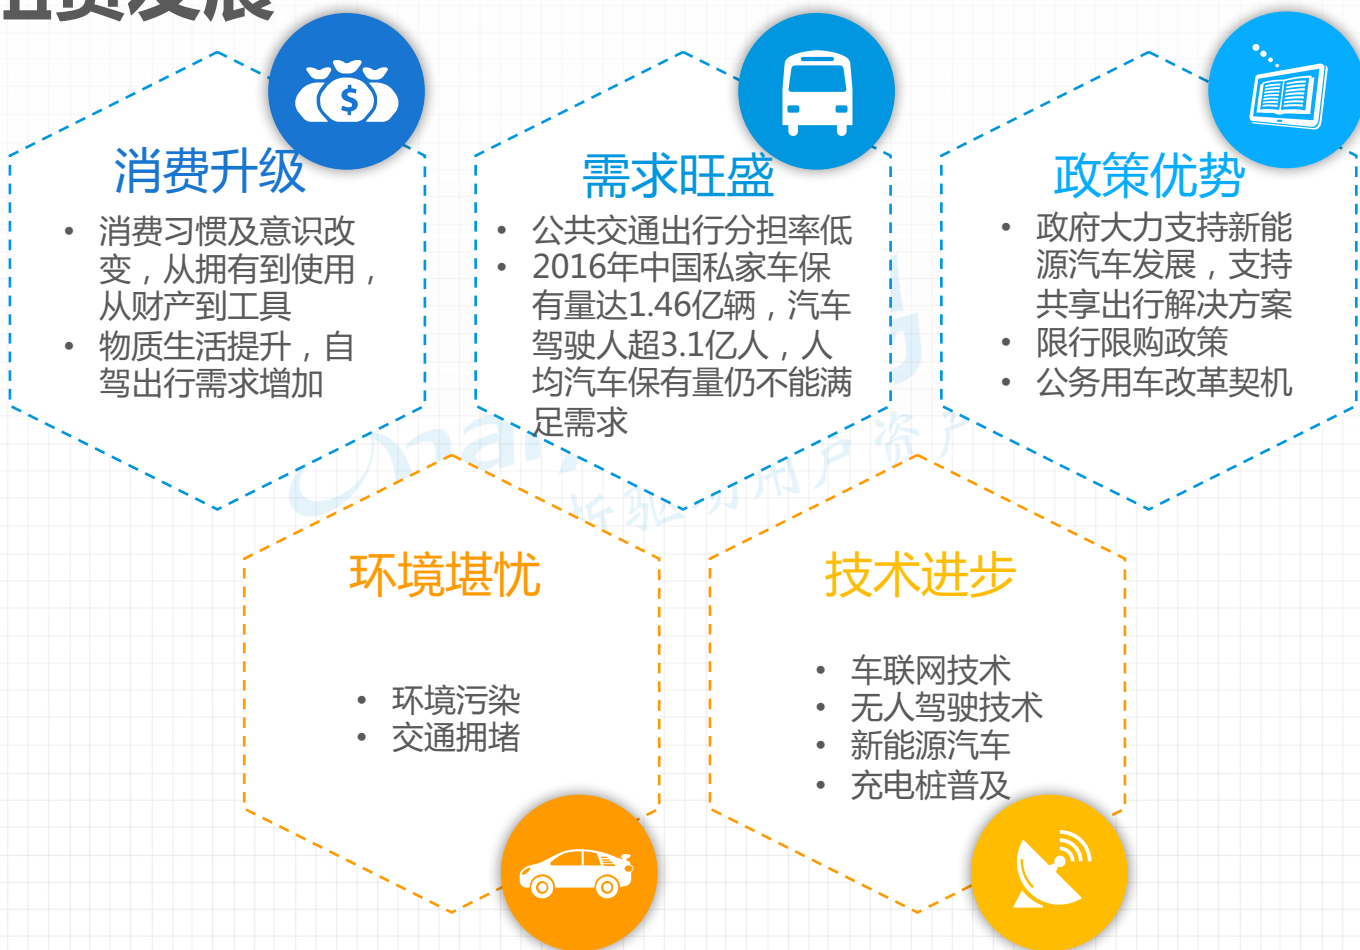 租赁发展
消费升级
• 消费习惯及意识改
变，从拥有到使用，
从财产到工具
• 物质生活提升，自
驾出行需求增加
需求旺盛
• 公共交通出行分担率低
• 2016年中国私家车保
有量达1.46亿辆，汽车
驾驶人超3.1亿人，人
均汽车保有量仍不能满
足需求
政策优势
• 政府大力支持新能
源汽车发展，支持
共享出行解决方案
• 限行限购政策
• 公务用车改革契机
环境堪忧
• 环境污染
• 交通拥堵
技术进步
• 车联网技术
• 无人驾驶技术
• 新能源汽车
• 充电桩普及